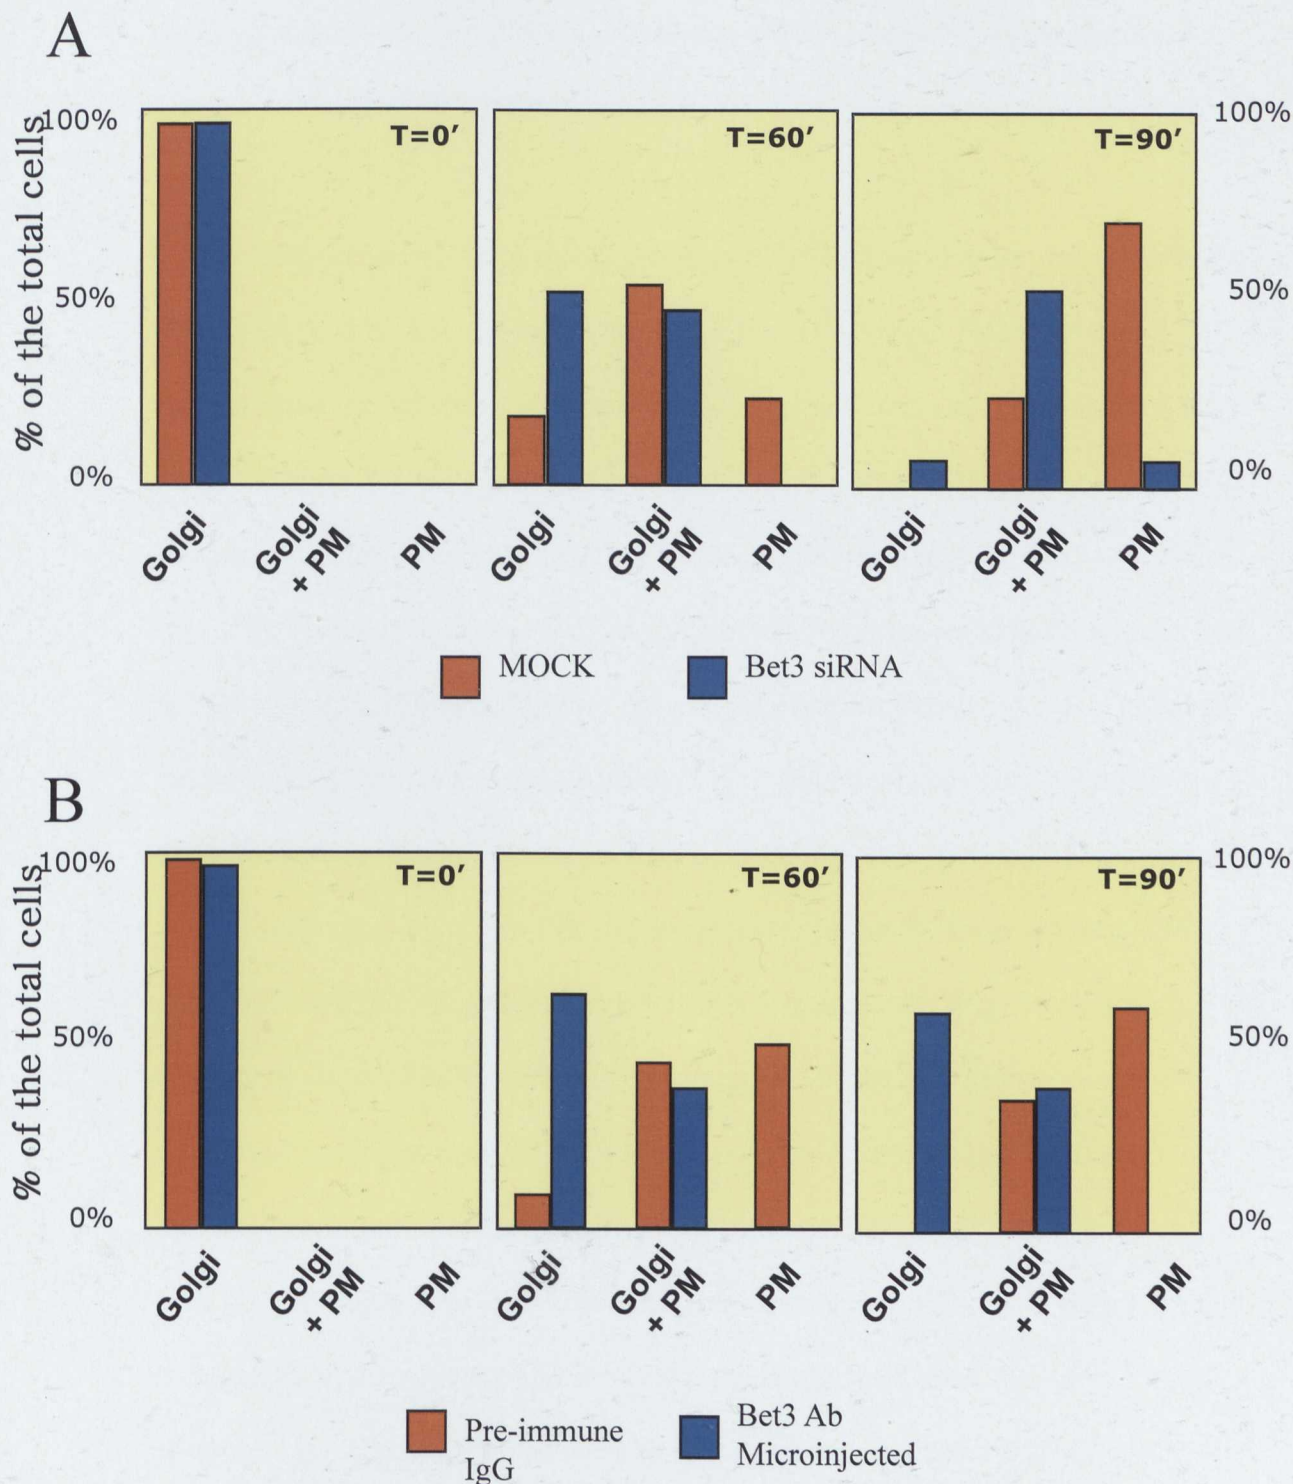 A
% of the total cells
100%
50%
0%
T=0′
T=60′
T=90′
100%
50%
0%
Golgi
Golgi
+ PM
PM
Golgi
Golgi
+ PM
PM
Golgi
Golgi
+ PM
PM
MOCK
Bet3 siRNA
B
% of the total cells
100%
50%
0%
T=0′
T=60′
T=90′
100%
50%
0%
Golgi
Golgi
+ PM
PM
Golgi
Golgi
+ PM
PM
Golgi
Golgi
+ PM
PM
Pre-immune
IgG
Bet3 Ab
Microinjected